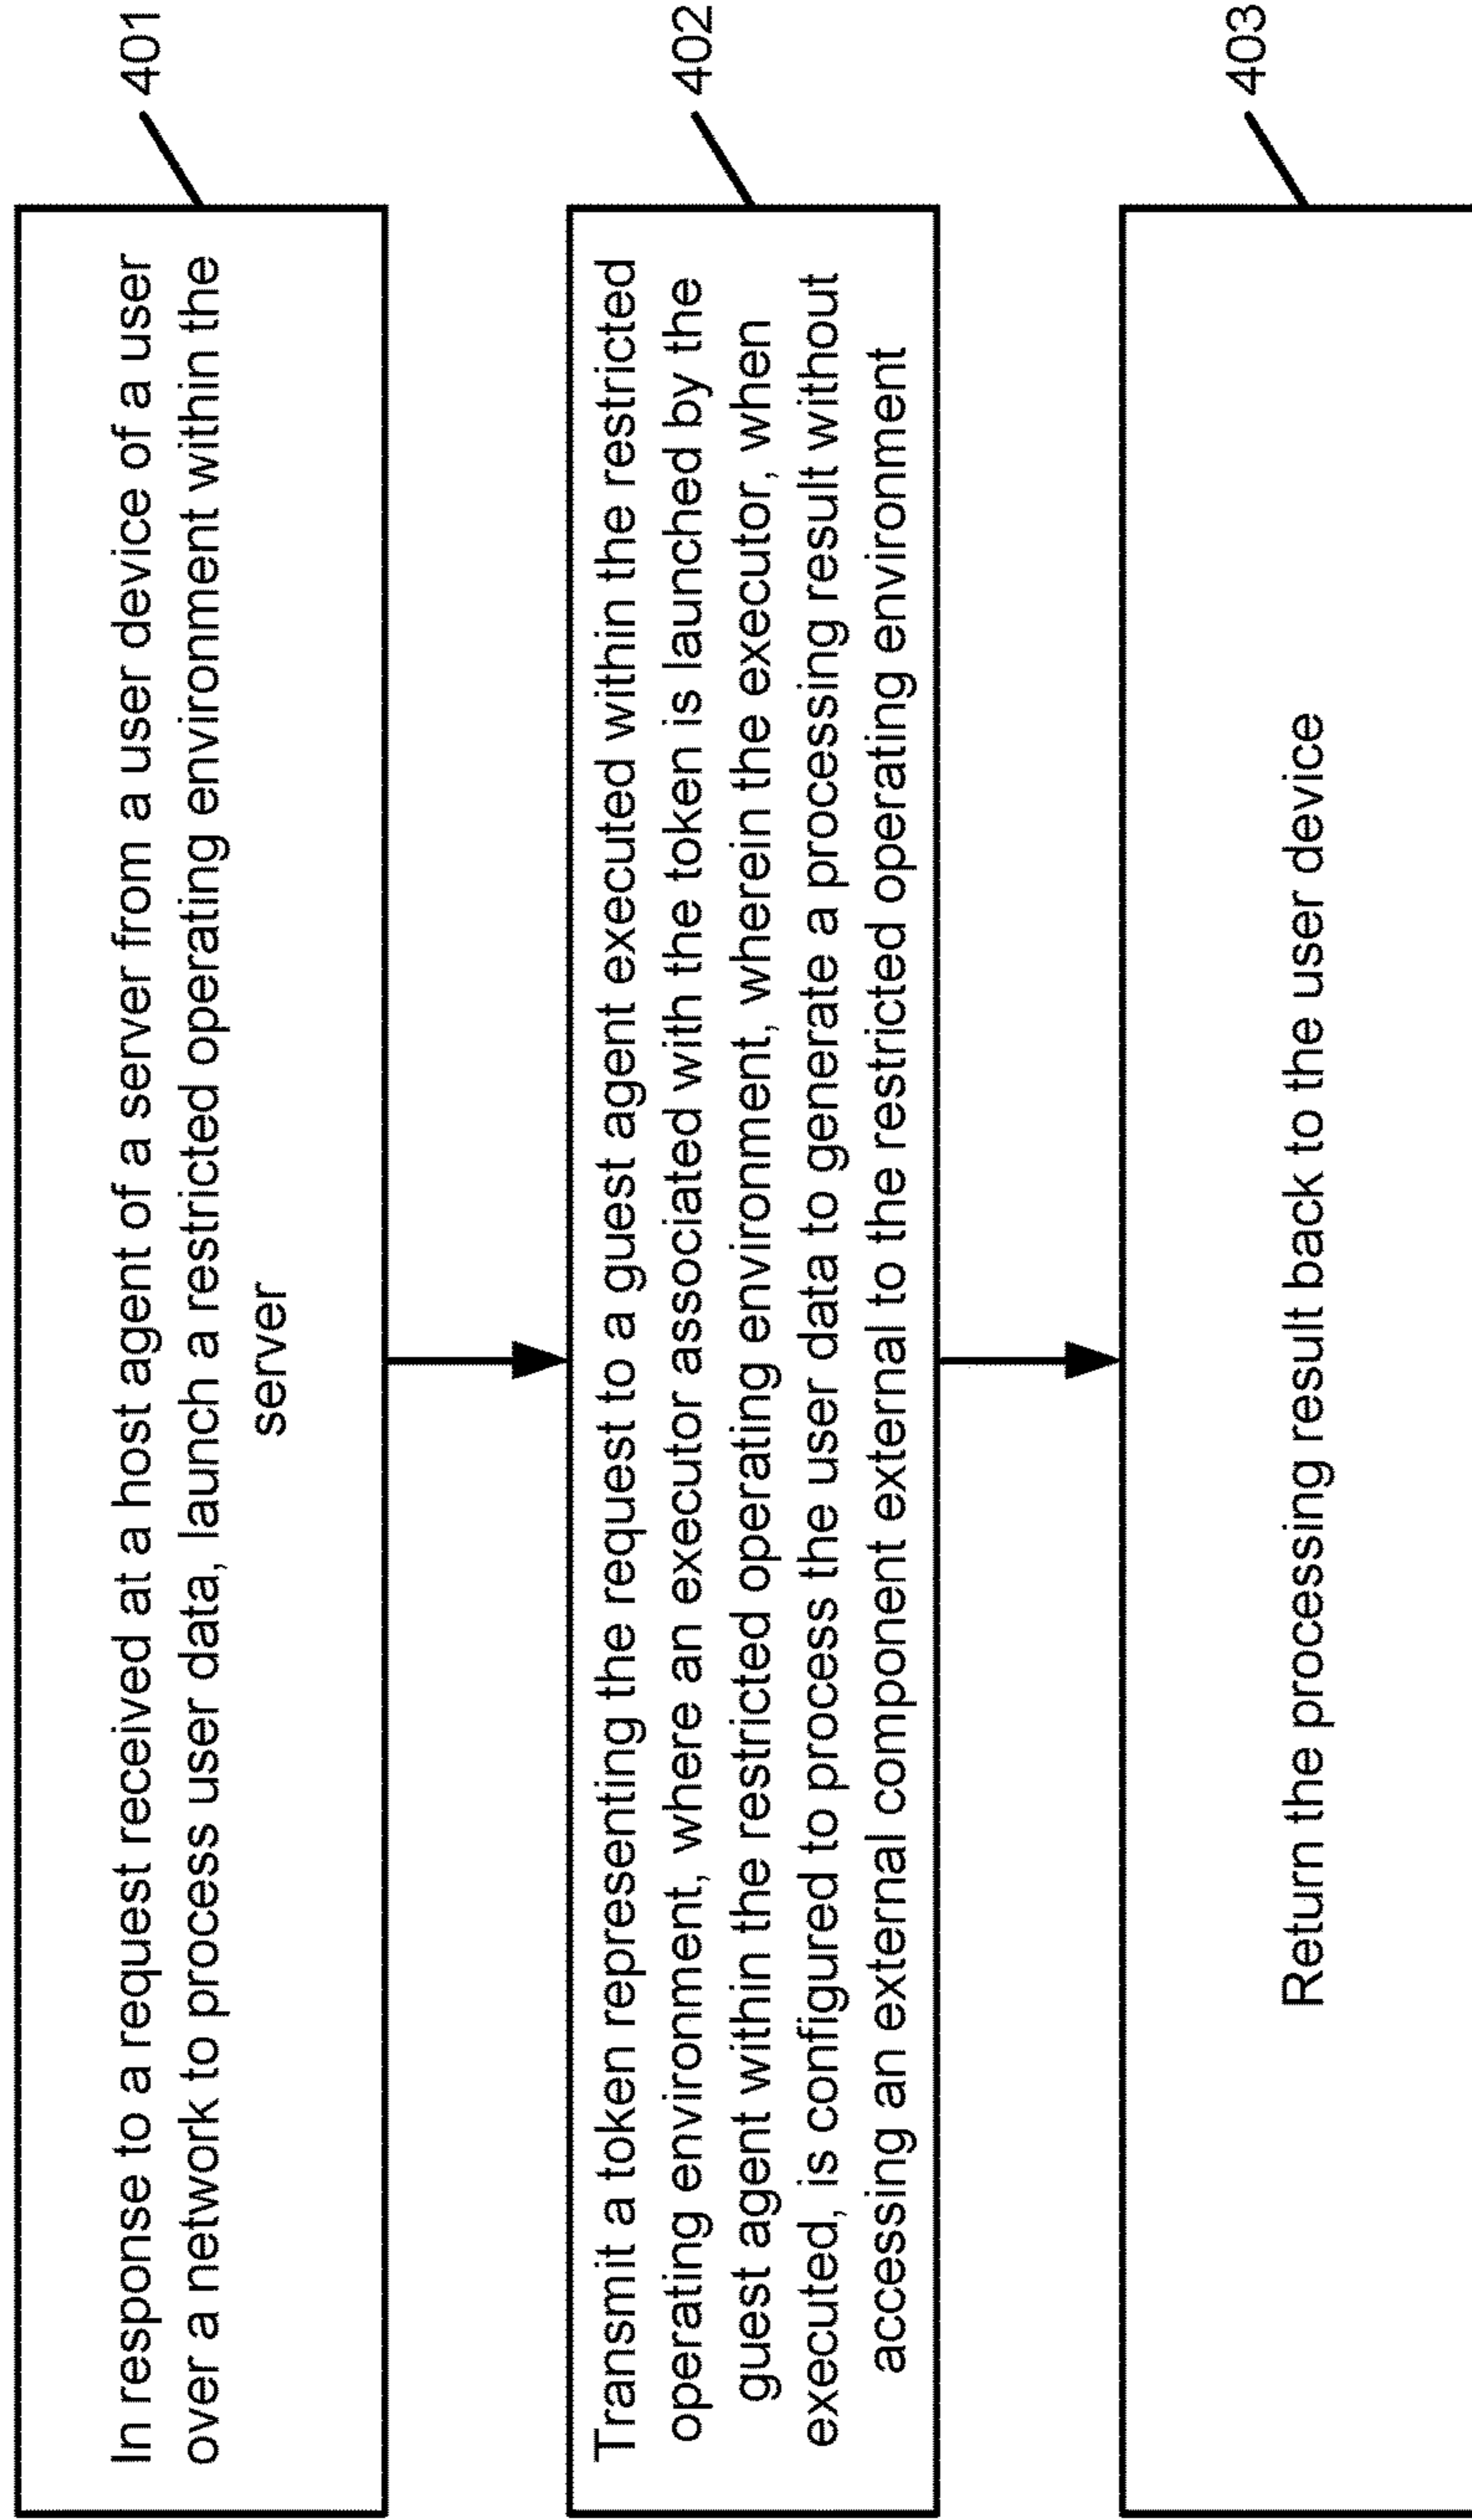 In response to a request received at a host agent of a server from a user device of a user
over a network to process user data, launch a restricted operating environment within the
server
401
Transmit a token representing the request to a guest agent executed within the restricted
operating environment, where an executor associated with the token is launched by the
guest agent within the restricted operating environment, wherein the executor, when
executed, is configured to process the user data to generate a processing result without
accessing an external component external to the restricted operating environment
402
Return the processing result back to the user device
403